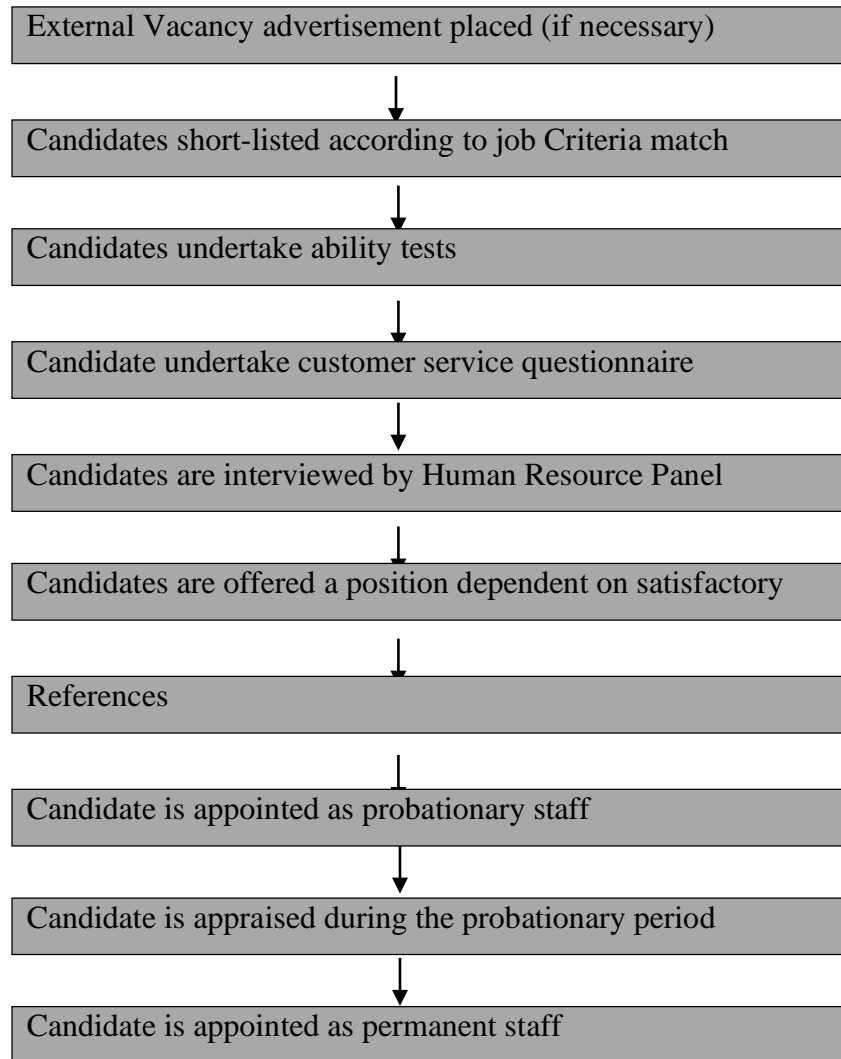 External Vacancy advertisement placed (if necessary)
Candidates short-listed according to job Criteria match
Candidates undertake ability tests
Candidate undertake customer service questionnaire
Candidates are interviewed by Human Resource Panel
Candidates are offered a position dependent on satisfactory
References
Candidate is appointed as probationary staff
Candidate is appraised during the probationary period
Candidate is appointed as permanent staff